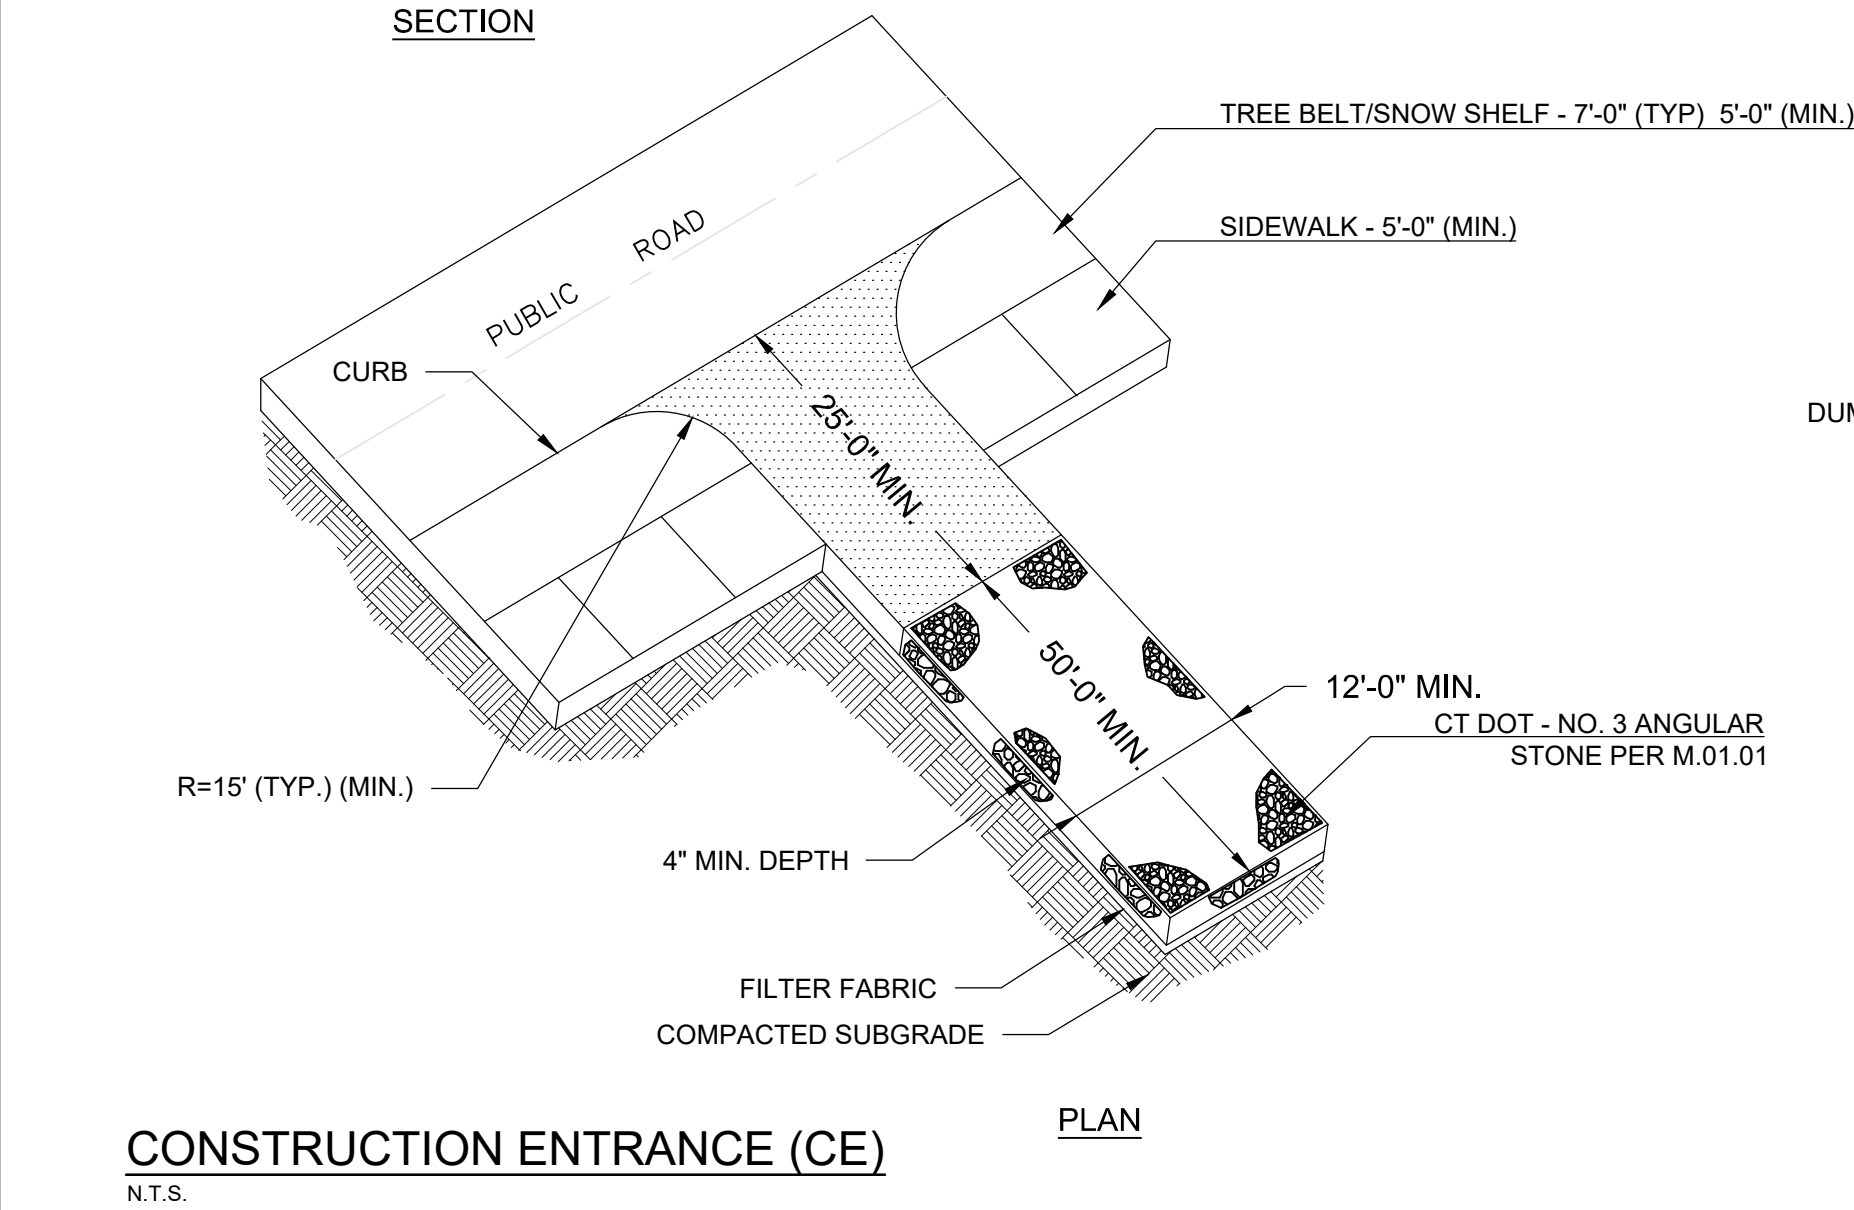 SECTION
TREE BELT/SNOW SHELF - 7'-0" (TYP) 5'-0" (MIN.)
SIDEWALK - 5'-0" (MIN.)
PUBLIC ROAD
CURB
25'-0" MIN.
50'-0" MIN.
12'-0" MIN.
CT DOT - NO. 3 ANGULAR
STONE PER M.01.01
R=15' (TYP.) (MIN.)
4" MIN. DEPTH
FILTER FABRIC
COMPACTED SUBGRADE
PLAN
CONSTRUCTION ENTRANCE (CE)
N.T.S.